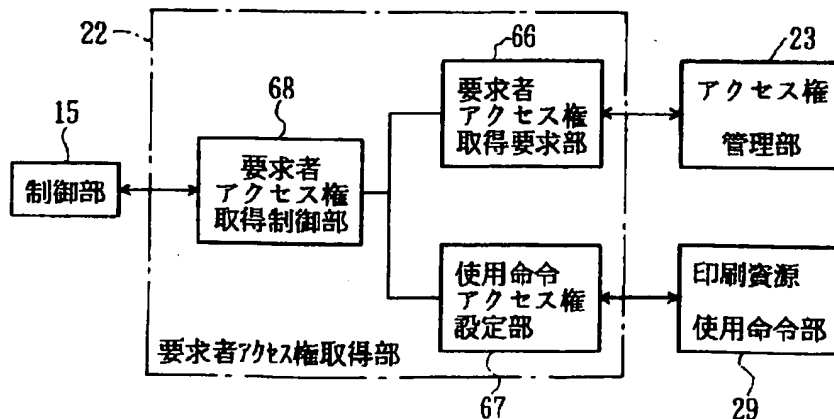 22
66
23
68
15
要求者
アクセス権
取得要求部
アクセス権
管理部
要求者
アクセス権
取得制御部
制御部
使用命令
アクセス権
設定部
印刷資源
使用命令部
要求者アクセス権取得部
67
29